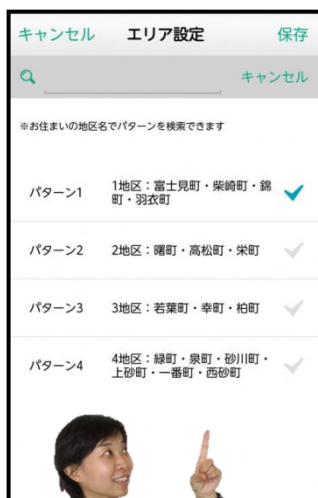 キャンセル エリア設定 保存
キャンセル
※お住まいの地区名でパターンを検索できます
パターン1 1地区：富士見町・柴崎町・錦
町・羽衣町
パターン2 2地区：曙町・高松町・栄町
パターン3 3地区：若葉町・幸町・柏町
パターン4 4地区：緑町・泉町・砂川町・
上砂町・一番町・西砂町